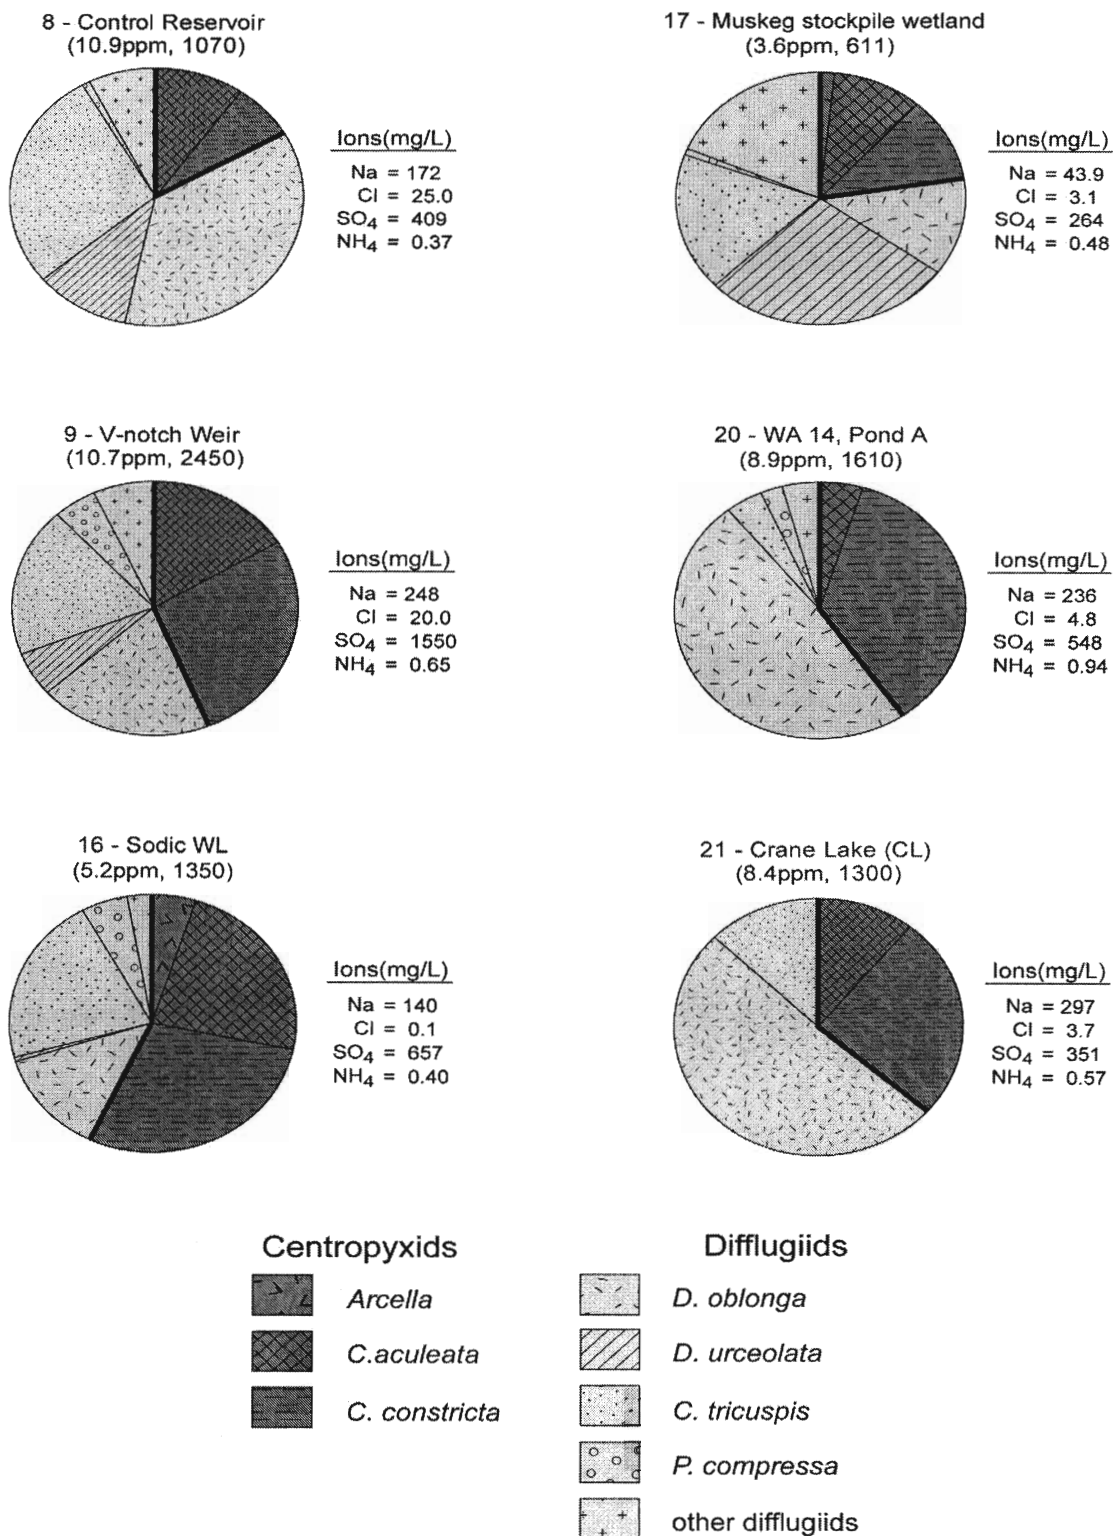 8 - Control Reservoir
(10.9ppm, 1070)
Ions(mg/L)
Na = 172
Cl = 25.0
SO4 = 409
NH4 = 0.37
17 - Muskeg stockpile wetland
(3.6ppm, 611)
Ions(mg/L)
Na = 43.9
Cl = 3.1
SO4 = 264
NH4 = 0.48
9 - V-notch Weir
(10.7ppm, 2450)
Ions(mg/L)
Na = 248
Cl = 20.0
SO4 = 1550
NH4 = 0.65
20 - WA 14, Pond A
(8.9ppm, 1610)
Ions(mg/L)
Na = 236
Cl = 4.8
SO4 = 548
NH4 = 0.94
16 - Sodic WL
(5.2ppm, 1350)
Ions(mg/L)
Na = 140
Cl = 0.1
SO4 = 657
NH4 = 0.40
21 - Crane Lake (CL)
(8.4ppm, 1300)
Ions(mg/L)
Na = 297
Cl = 3.7
SO4 = 351
NH4 = 0.57
Centropyxids
Arcella
C.aculeata
C. constricta
Difflugiids
D. oblonga
D. urceolata
C. tricuspis
P. compressa
other difflugiids